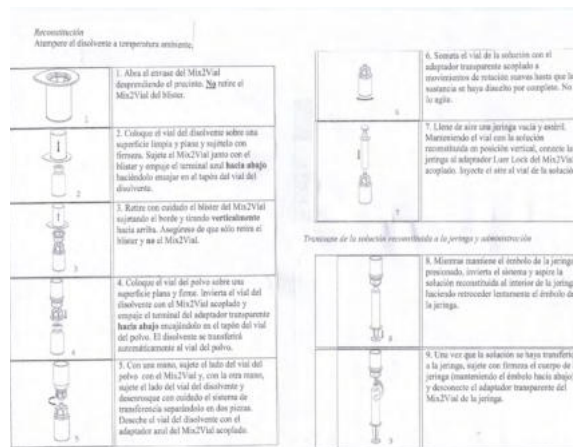 Reconstitución
Atempere el disolvente a temperatura ambiente.
1. Abra el envase del Mix2Vial
desprendiendo el precinto. No retire el
Mix2Vial del blíster.
1
2. Coloque el vial del disolvente sobre una
superficie limpia y plana y sujételo con
firmeza. Sujete el Mix2Vial junto con el
blíster y empuje el terminal azul hacia abajo
haciéndolo encajar en el tapón del vial del
disolvente.
2
3. Retire con cuidado el blíster del Mix2Vial
sujetando el borde y tirando verticalmente
hacia arriba. Asegúrese de que sólo retira el
blíster y no el Mix2Vial.
3
4. Coloque el vial del polvo sobre una
superficie plana y firme. Invierta el vial del
disolvente con el Mix2Vial acoplado y
empuje el terminal del adaptador transparente
hacia abajo encajándolo en el tapón del vial
del polvo. El disolvente se transferirá
automáticamente al vial del polvo.
4
5. Con una mano, sujete el lado del vial del
polvo con el Mix2Vial y, con la otra mano,
sujete el lado del vial del disolvente y
desenrosque con cuidado el sistema de
transferencia separándolo en dos piezas.
Deseche el vial del disolvente con el
adaptador azul del Mix2Vial acoplado.
5
6. Someta el vial de la solución con el
adaptador transparente acoplado a
movimientos de rotación suaves hasta que la
sustancia se haya disuelto por completo. No
lo agite.
6
7. Llene de aire una jeringa vacía y estéril.
Manteniendo el vial con la solución
reconstituida en posición vertical, conecte la
jeringa al adaptador Luer Lock del Mix2Vial
acoplado. Inyecte el aire al vial de la solución
7
Trasvase de la solución reconstituida a la jeringa y administración
8. Mientras mantiene el émbolo de la jeringa
presionado, invierta el sistema y aspire la
solución reconstituida al interior de la jeringa
haciendo retroceder lentamente el émbolo de
la jeringa.
8
9. Una vez que la solución se haya transferido
a la jeringa, sujete con firmeza el cuerpo de
jeringa (manteniendo el émbolo hacia abajo)
y desconecte el adaptador transparente del
Mix2Vial de la jeringa.
9